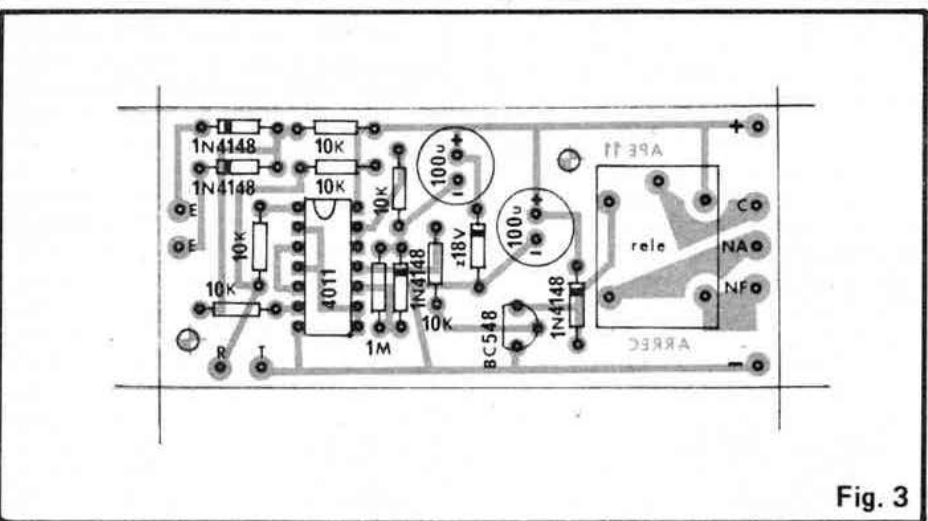 1N4148
10K
+
1N4148
10K
APE 11
100u
+
-
10K
100u
+
-
E
E
C
NA
NF
10K
4011
z18V
rele
10K
1M
1N4148
10K
BC548
1N4148
ARREC
R
T
-
Fig. 3